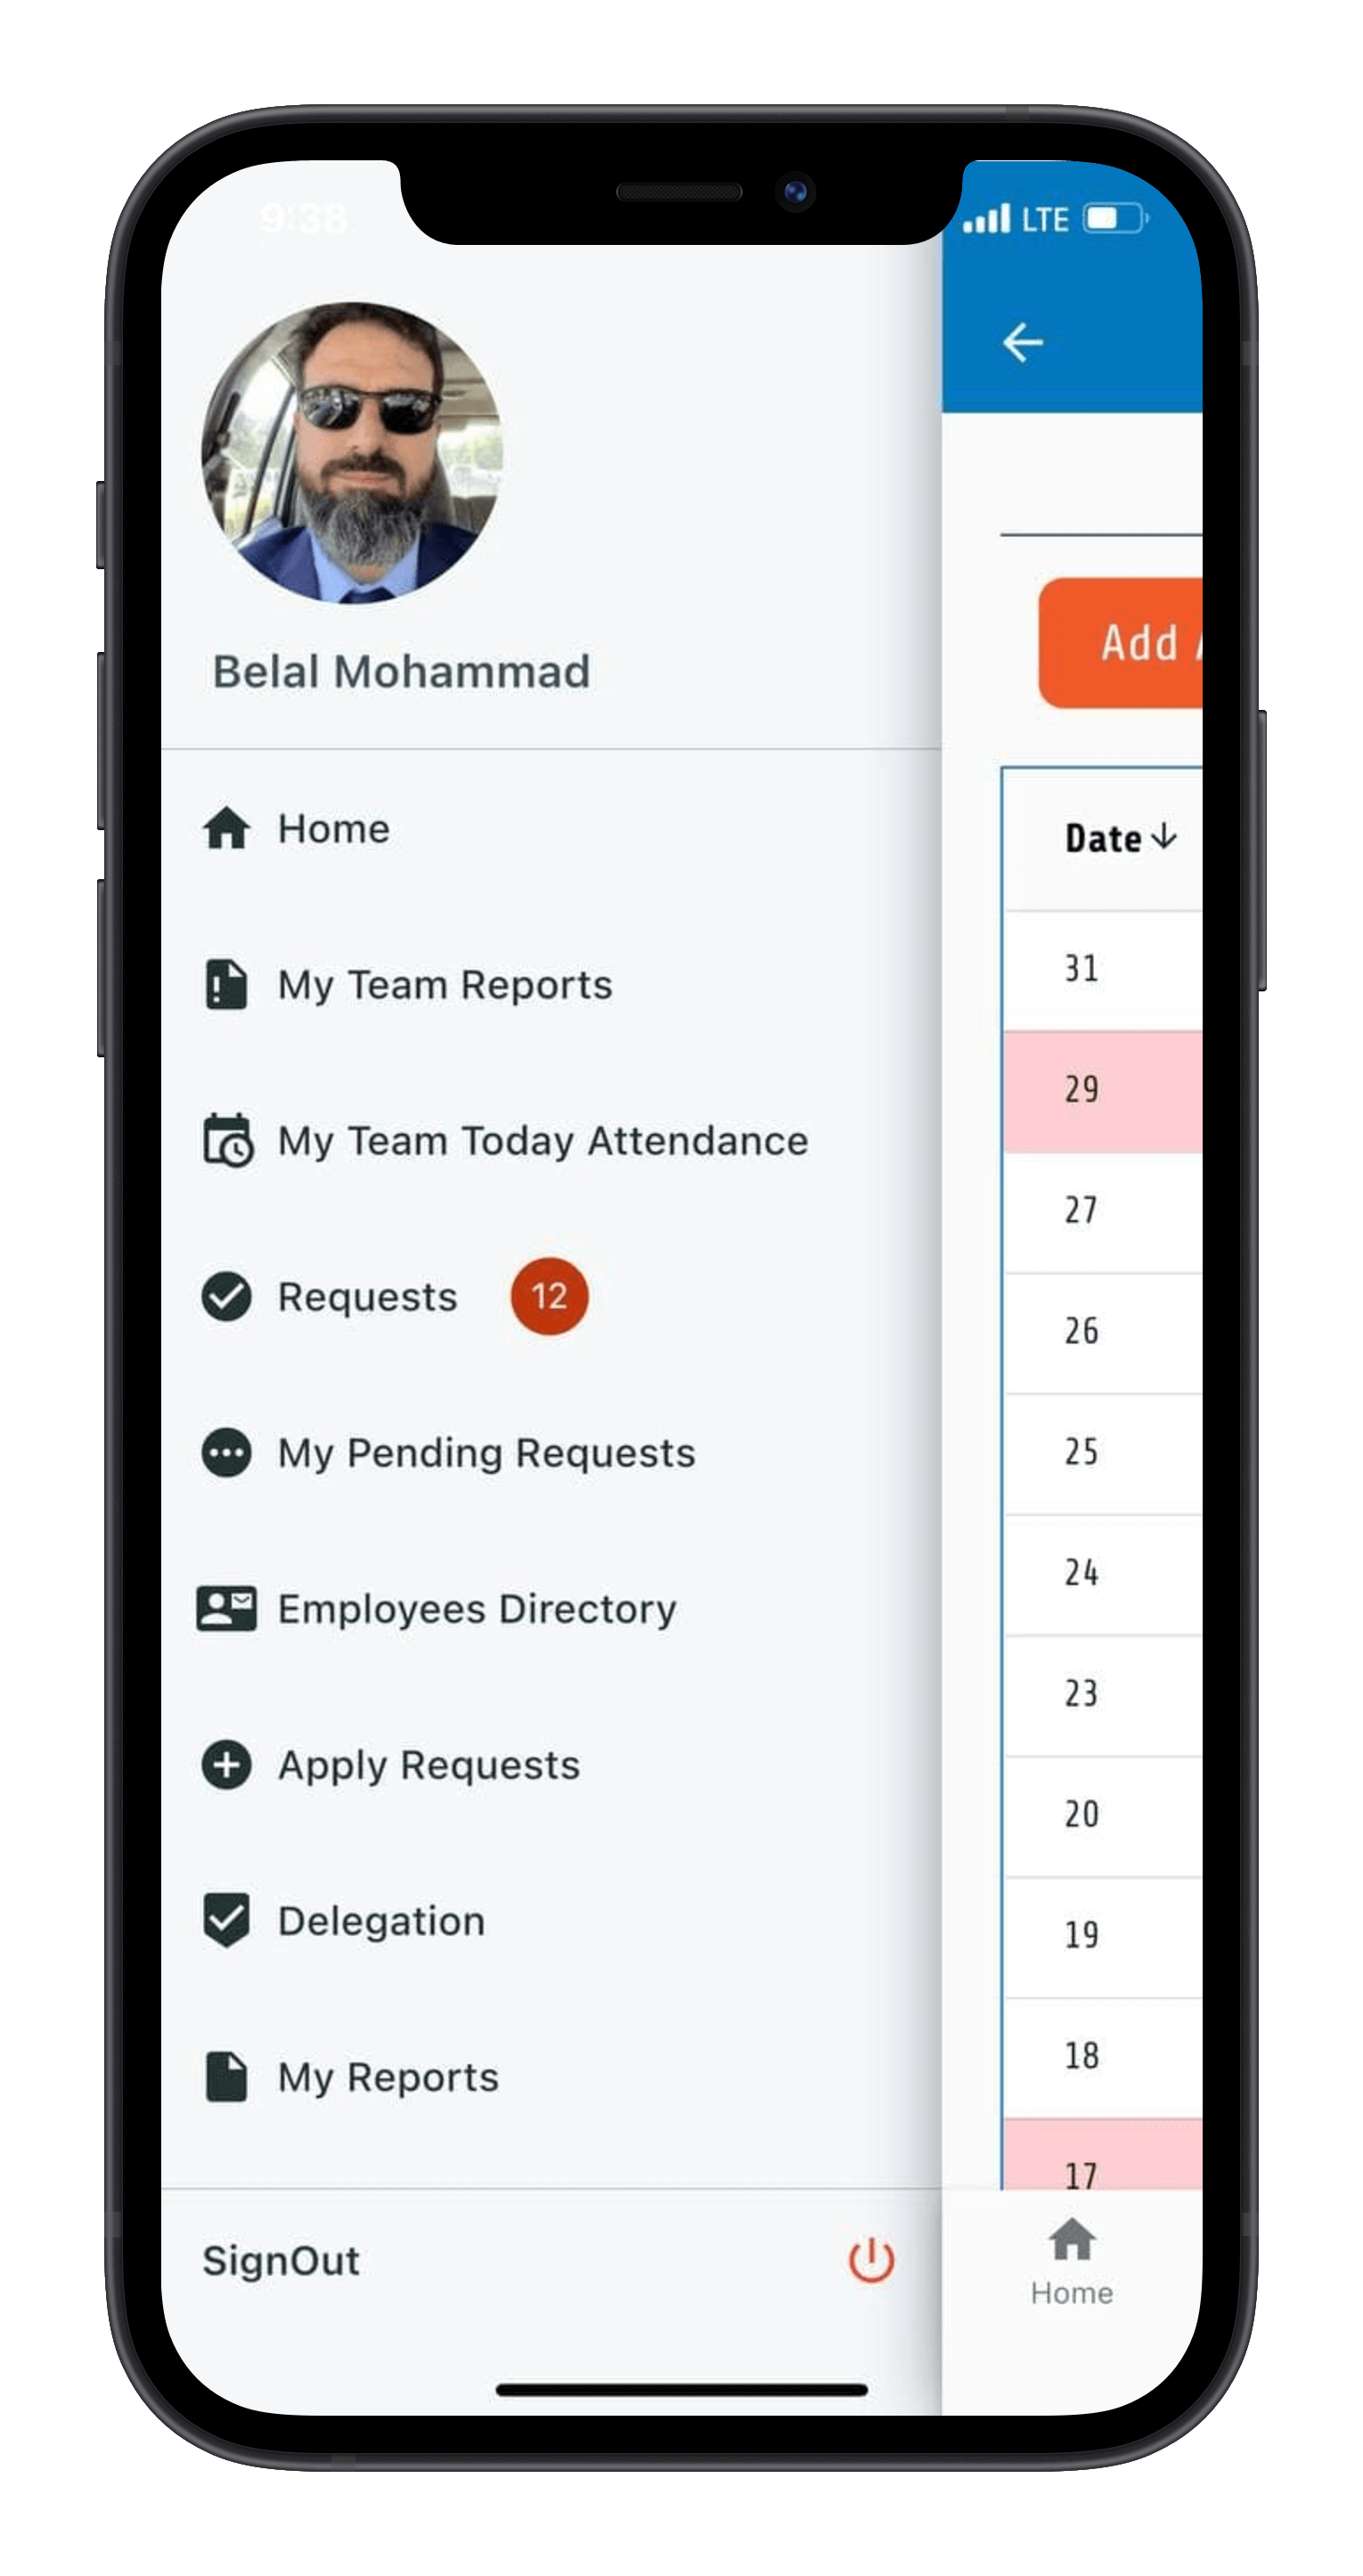 9:38
LTE
Belal Mohammad
Add
Home
My Team Reports
My Team Today Attendance
Requests 12
My Pending Requests
Employees Directory
Apply Requests
Delegation
My Reports
SignOut
Date
31
29
27
26
25
24
23
20
19
18
17
Home